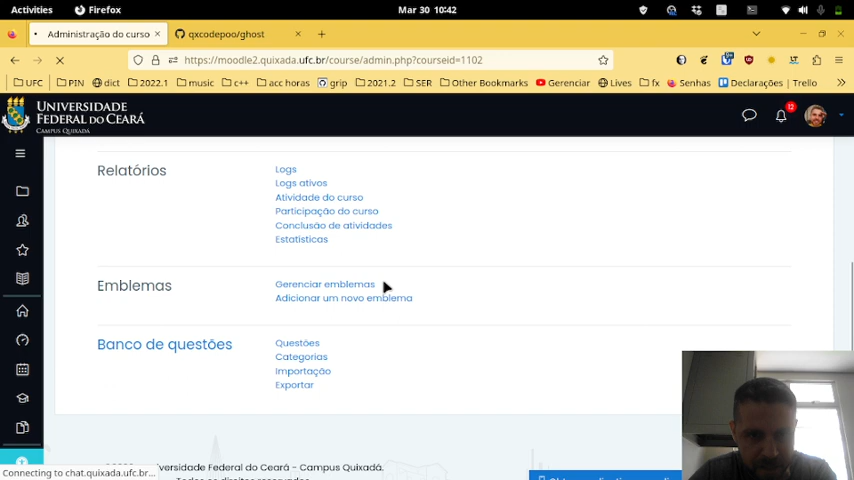 Activities Firefox Mar 30 10:42
Administração do curso qxcodepoo/ghost
https://moodle2.quixada.ufc.br/course/admin.php?courseid=1102
UFC PIN dict 2022.1 music c++ acc horas grip 2021.2 SER Other Bookmarks Gerenciar Lives fx Senhas Declarações | Trello
UNIVERSIDADE
FEDERAL DO CEARÁ
CAMPUS QUIXADÁ
12
Relatórios
Logs
Logs ativos
Atividade do curso
Participação do curso
Conclusão de atividades
Estatísticas
Emblemas
Gerenciar emblemas
Adicionar um novo emblema
Banco de questões
Questões
Categorias
Importação
Exportar
versidade Federal do Ceará - Campus Quixadá.
Connecting to chat.quixada.ufc.br...